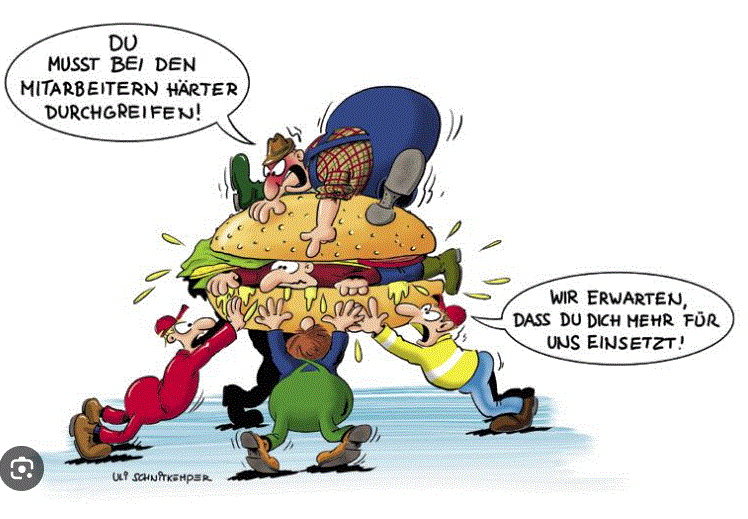 DU
MUSST BEI DEN
MITARBEITERN HÄRTER
DURCHGREIFEN!
WIR ERWARTEN,
DASS DU DICH MEHR FÜR
UNS EINSETZT!
ULI SCHNITKEMPER